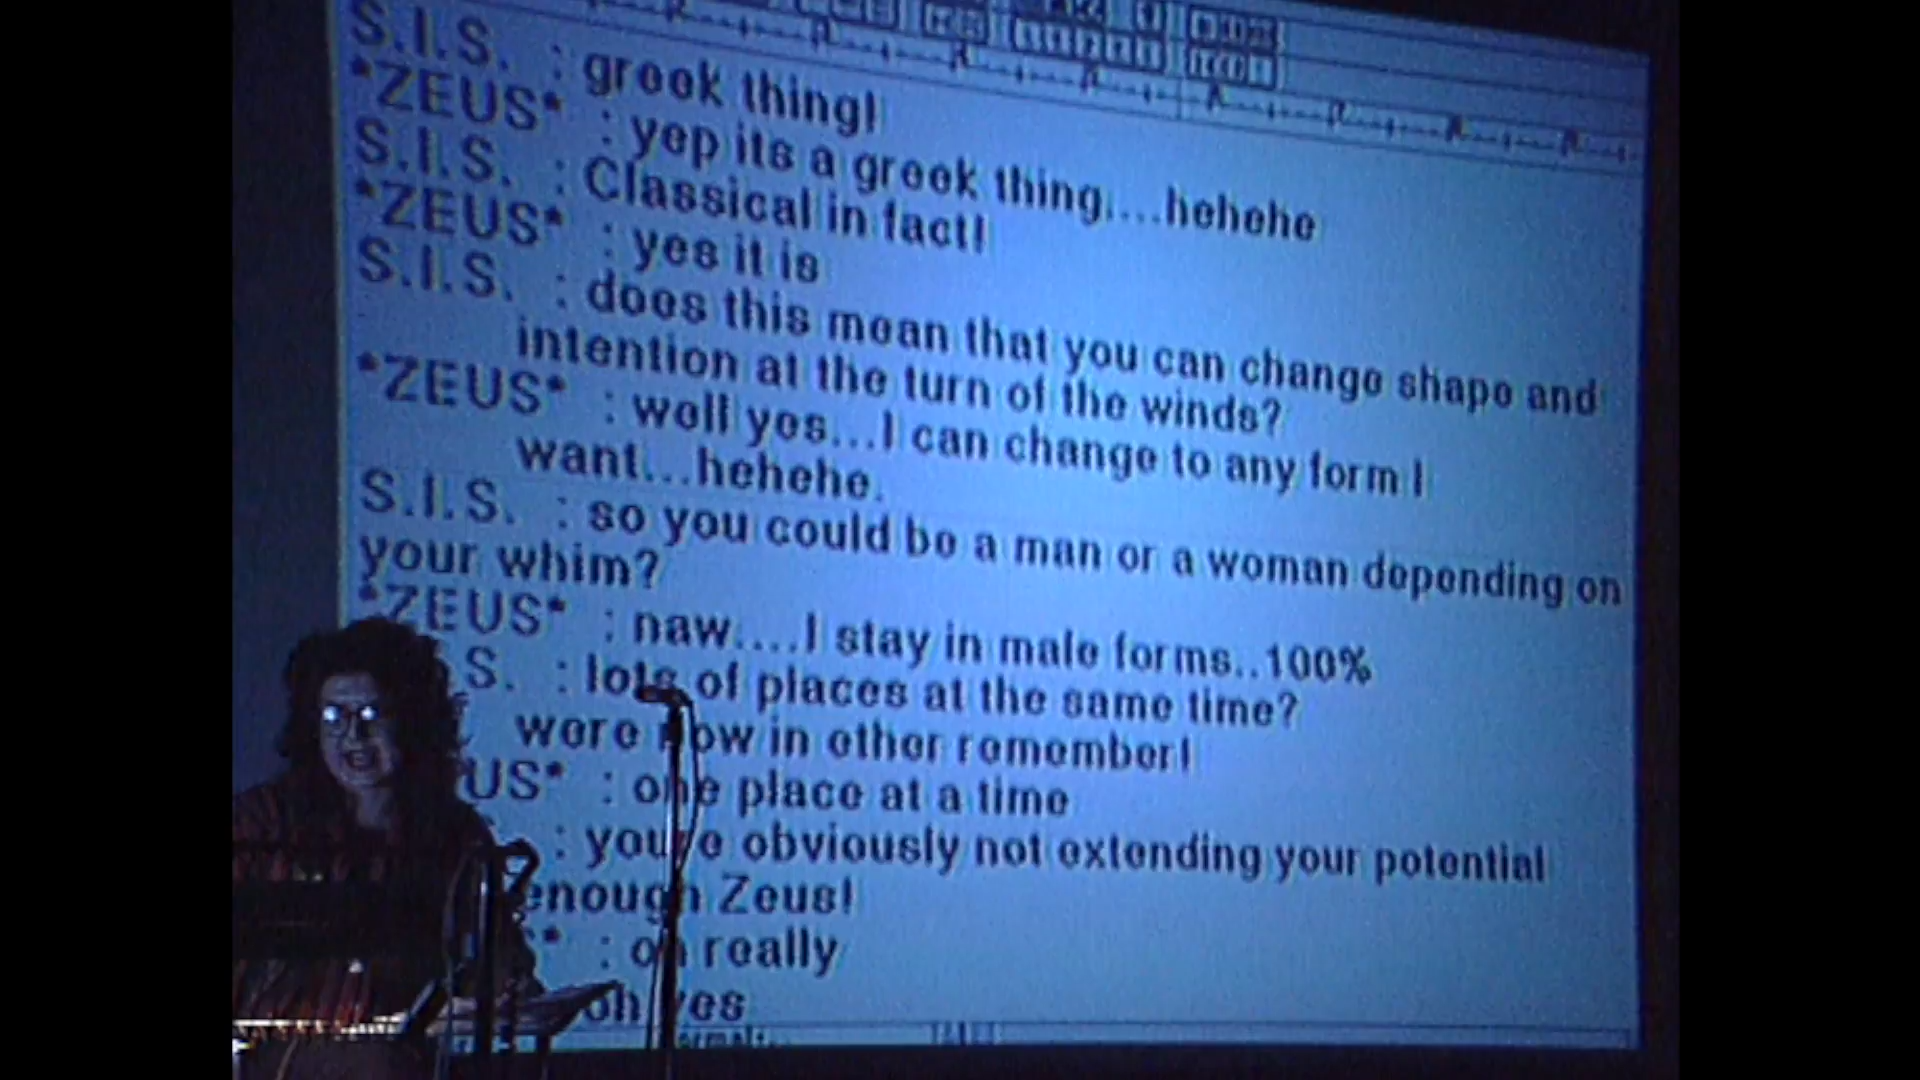 S.I.S. : greek thing!
*ZEUS* : yep its a greek thing....hehehe
S.I.S. : Classical in fact!
*ZEUS* : yes it is
S.I.S. : does this mean that you can change shape and
intention at the turn of the winds?
*ZEUS* : well yes...I can change to any form I
want...hehehe.
S.I.S. : so you could be a man or a woman depending on
your whim?
*ZEUS* : naw....I stay in male forms..100%
S. : lots of places at the same time?
were now in ether remember!
US* : one place at a time
: you're obviously not extending your potential
enough Zeus!
* : oh really
oh yes